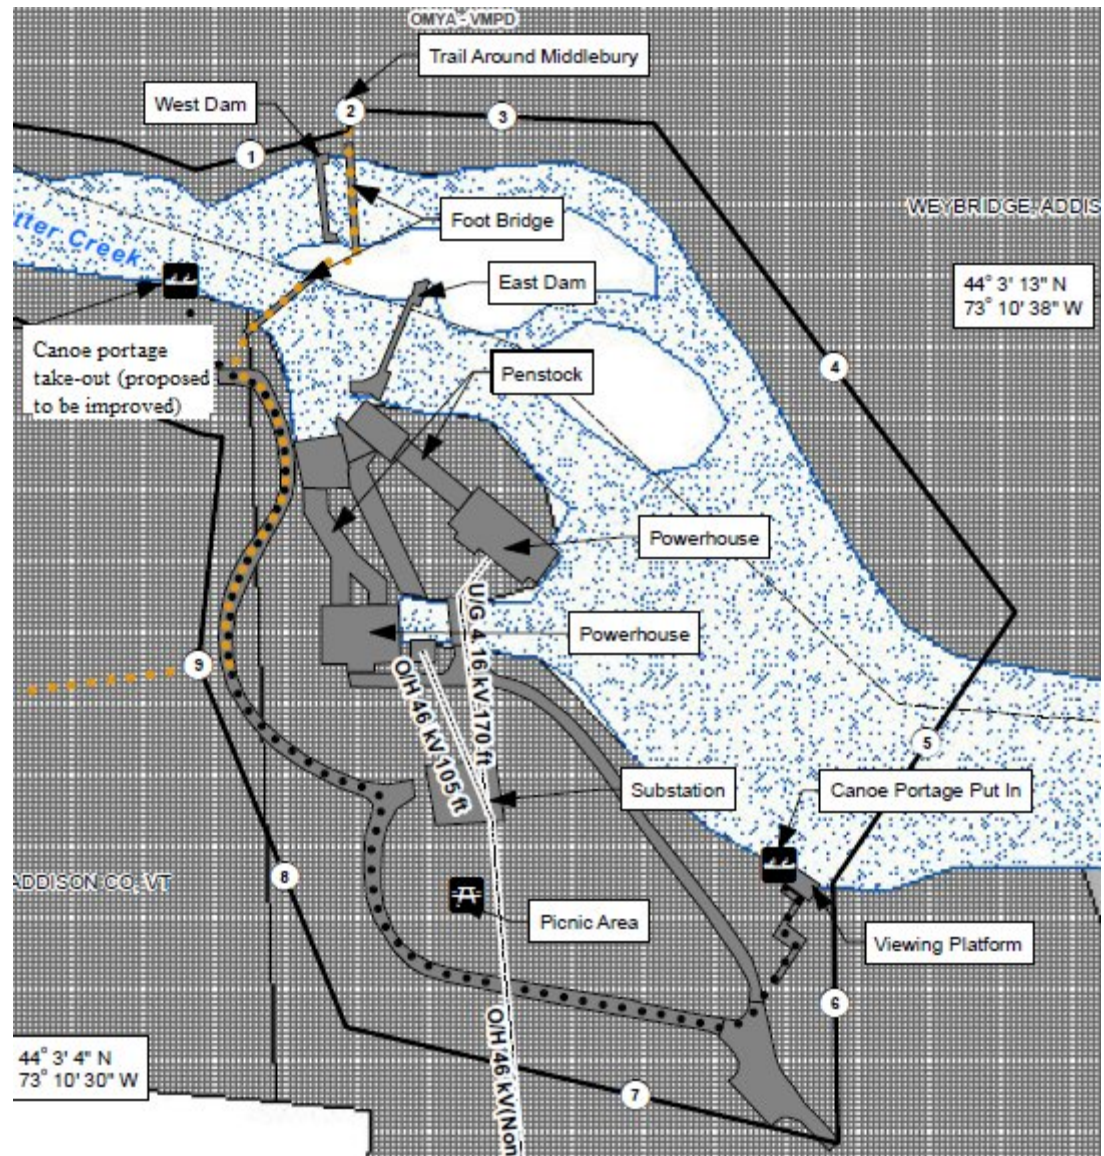 OMYA - VMPD
Trail Around Middlebury
West Dam
2
3
1
Foot Bridge
WEYBRIDGE, ADDIS
tter Creek
East Dam
44° 3' 13" N
73° 10' 38" W
Canoe portage
take-out (proposed
to be improved)
4
Penstock
Powerhouse
U/G 4.16 kV 170 ft
Powerhouse
9
O/H 46 kV 105 ft
5
Substation
Canoe Portage Put In
8
ADDISON CO, VT
Picnic Area
Viewing Platform
6
O/H 46 kV(Non
44° 3' 4" N
73° 10' 30" W
7